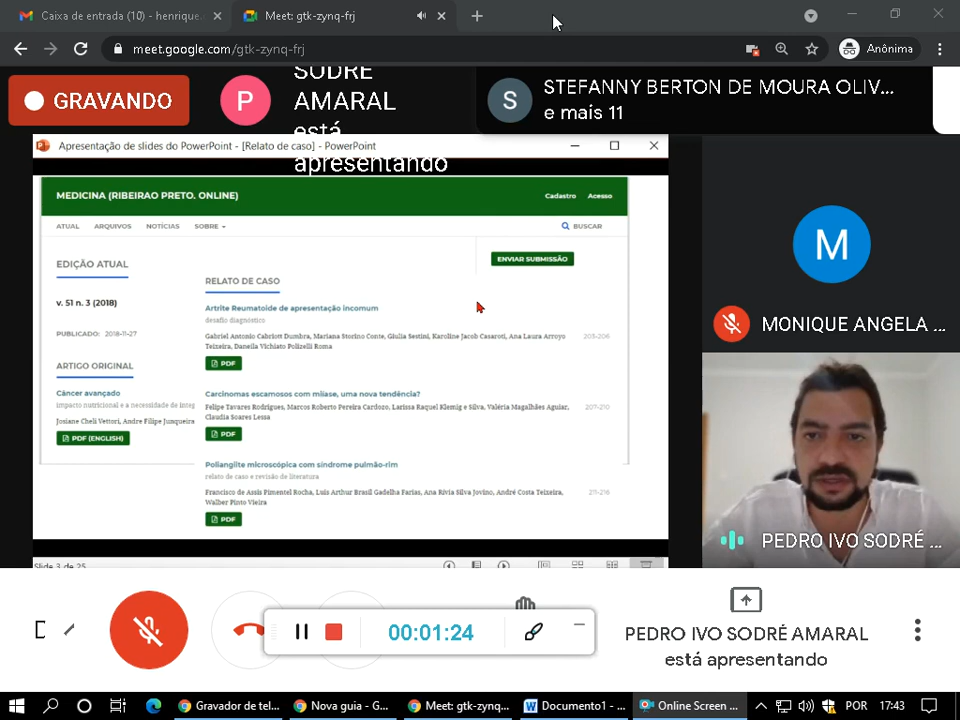 Caixa de entrada (10) - henrique.
Meet: gtk-zynq-frj
meet.google.com/gtk-zynq-frj
Anônima
GRAVANDO
P
SODRÉ
AMARAL
está
apresentando
S
STEFANNY BERTON DE MOURA OLIV...
e mais 11
Apresentação de slides do PowerPoint - [Relato de caso] - PowerPoint
MEDICINA (RIBEIRAO PRETO. ONLINE)
Cadastro Acesso
ATUAL ARQUIVOS NOTÍCIAS SOBRE
BUSCAR
ENVIAR SUBMISSÃO
EDIÇÃO ATUAL
v. 51 n. 3 (2018)
PUBLICADO: 2018-11-27
ARTIGO ORIGINAL
Câncer avançado
impacto nutricional e a necessidade de integ
Josiane Cheli Vettori, Andre Filipe Junqueira
PDF (ENGLISH)
RELATO DE CASO
Artrite Reumatoide de apresentação incomum
desafio diagnóstico
Gabriel Antonio Cabriott Dumbra, Mariana Storino Conte, Giulia Sestini, Karoline Jacob Casaroti, Ana Laura Arroyo
Teixeira, Daneila Vichiato Polizelli Roma
203-206
PDF
Carcinomas escamosos com miíase, uma nova tendência?
Felipe Tavares Rodrigues, Marcos Roberto Pereira Cardozo, Larissa Raquel Klemig e Silva, Valéria Magalhães Aguiar,
Claudia Soares Lessa
207-210
PDF
Poliangiíte microscópica com síndrome pulmão-rim
relato de caso e revisão de literatura
Francisco de Assis Pimentel Rocha, Luis Arthur Brasil Gadelha Farias, Ana Rívia Silva Jovino, André Costa Teixeira,
Walber Pinto Vieira
211-216
PDF
Slide 3 de 25
M
MONIQUE ANGELA ...
PEDRO IVO SODRÉ ...
00:01:24
PEDRO IVO SODRÉ AMARAL
está apresentando
Gravador de tel...
Nova guia - G...
Meet: gtk-zynq...
Documento1 - ...
Online Screen ...
POR
17:43